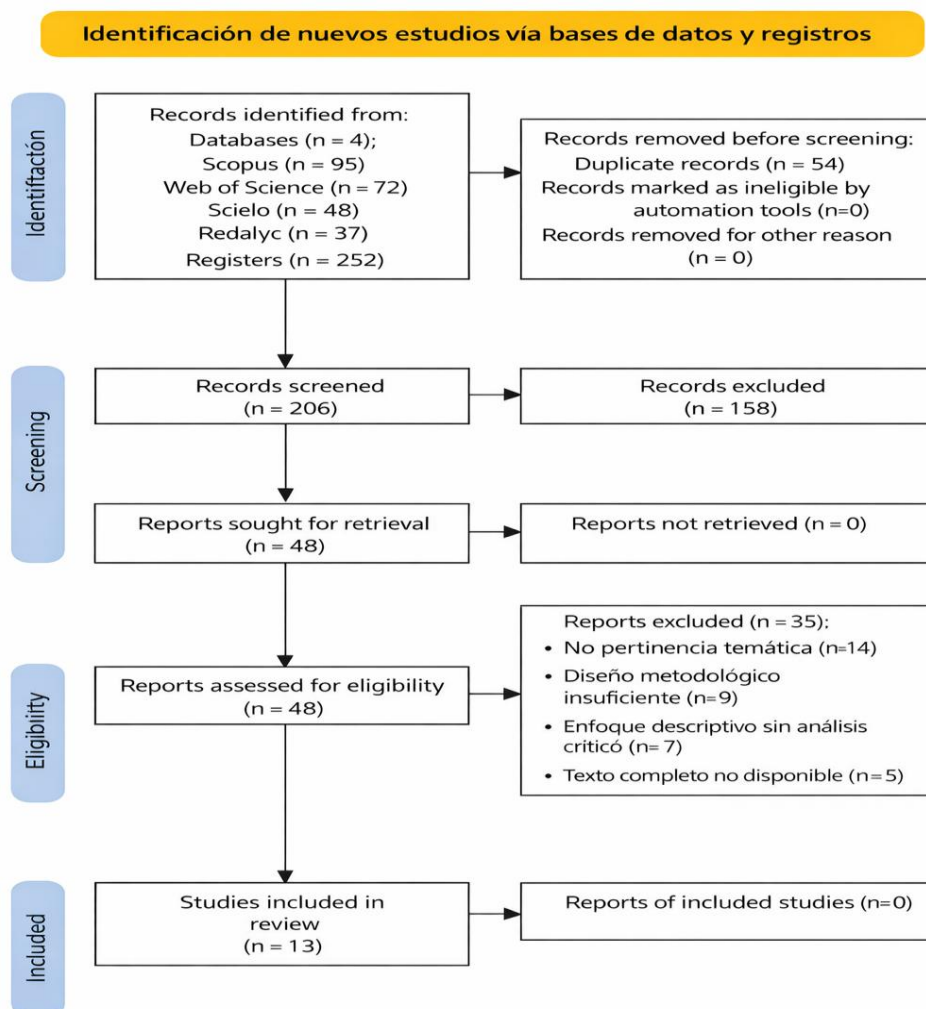 Identificación de nuevos estudios vía bases de datos y registros
Identiftactón
Records identified from:
Databases (n = 4);
Scopus (n = 95)
Web of Science (n = 72)
Scielo (n = 48)
Redalyc (n = 37)
Registers (n = 252)
Records removed before screening:
Duplicate records (n = 54)
Records marked as ineligible by
automation tools (n=0)
Records removed for other reason
(n = 0)
Screening
Records screened
(n = 206)
Records excluded
(n = 158)
Reports sought for retrieval
(n = 48)
Reports not retrieved (n = 0)
Eligibiiity
Reports assessed for eligibility
(n = 48)
Reports excluded (n = 35);
• No pertinencia temática (n=14)
• Diseño metodológico
insuficiente (n=9)
• Enfoque descriptivo sin análisis
criticó (n= 7)
• Texto completo no disponible (n=5)
Included
Studies included in
review
(n = 13)
Reports of included studies (n=0)